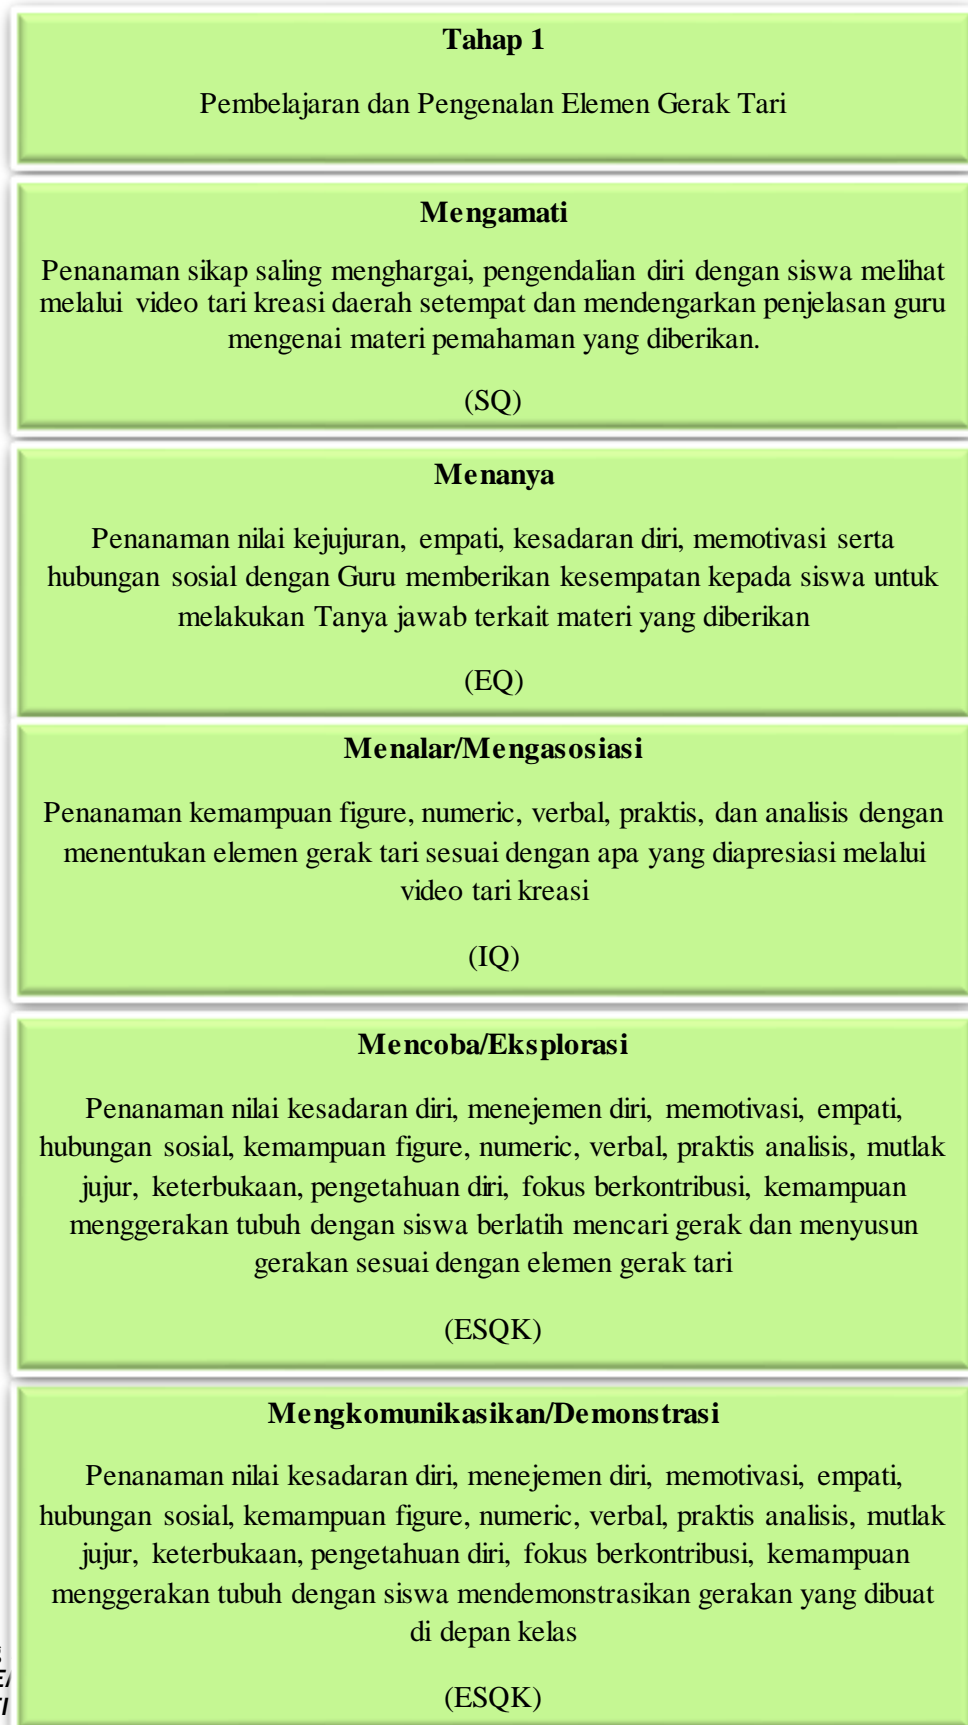 Tahap 1
Pembelajaran dan Pengenalan Elemen Gerak Tari
Mengamati
Penanaman sikap saling menghargai, pengendalian diri dengan siswa melihat
melalui video tari kreasi daerah setempat dan mendengarkan penjelasan guru
mengenai materi pemahaman yang diberikan.
(SQ)
Menanya
Penanaman nilai kejujuran, empati, kesadaran diri, memotivasi serta
hubungan sosial dengan Guru memberikan kesempatan kepada siswa untuk
melakukan Tanya jawab terkait materi yang diberikan
(EQ)
Menalar/Mengasosiasi
Penanaman kemampuan figure, numeric, verbal, praktis, dan analisis dengan
menentukan elemen gerak tari sesuai dengan apa yang diapresiasi melalui
video tari kreasi
(IQ)
Mencoba/Eksplorasi
Penanaman nilai kesadaran diri, menejemen diri, memotivasi, empati,
hubungan sosial, kemampuan figure, numeric, verbal, praktis analisis, mutlak
jujur, keterbukaan, pengetahuan diri, fokus berkontribusi, kemampuan
menggerakan tubuh dengan siswa berlatih mencari gerak dan menyusun
gerakan sesuai dengan elemen gerak tari
(ESQK)
Mengkomunikasikan/Demonstrasi
Penanaman nilai kesadaran diri, menejemen diri, memotivasi, empati,
hubungan sosial, kemampuan figure, numeric, verbal, praktis analisis, mutlak
jujur, keterbukaan, pengetahuan diri, fokus berkontribusi, kemampuan
menggerakan tubuh dengan siswa mendemonstrasikan gerakan yang dibuat
di depan kelas
(ESQK)